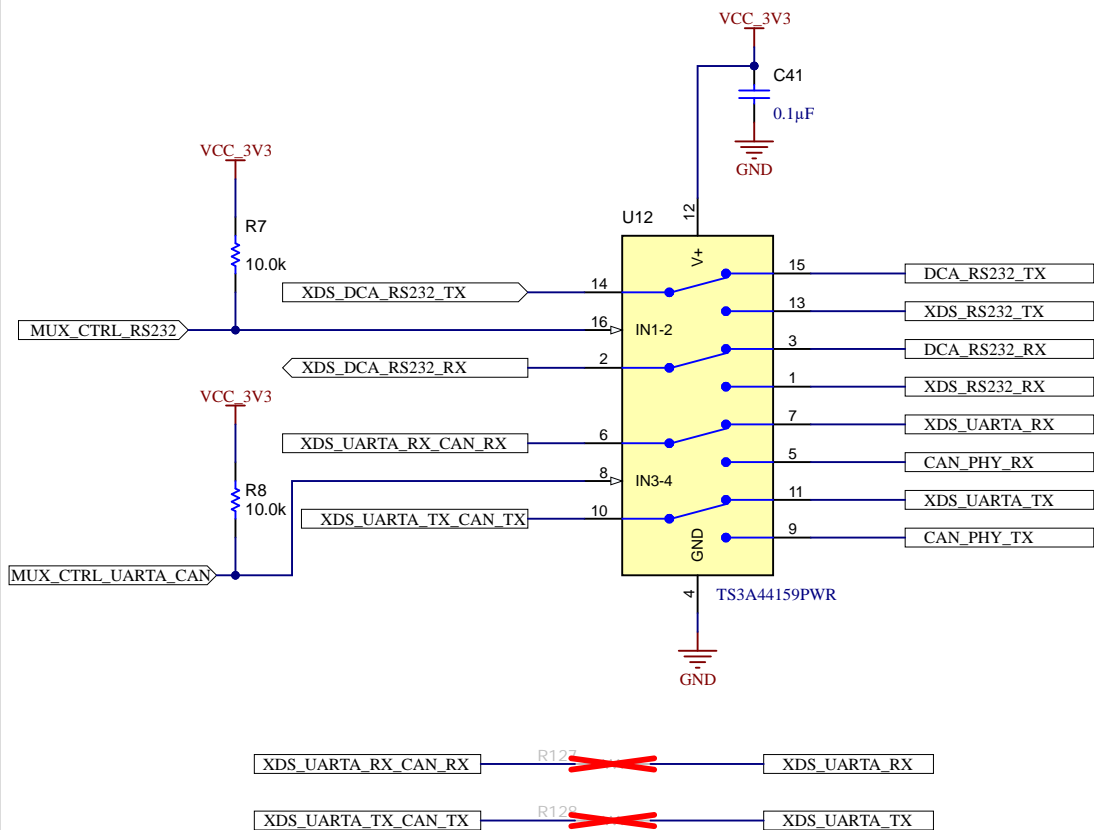 VCC_3V3
C41
0.1µF
GND
VCC_3V3
R7
10.0k
U12
12
V+
XDS_DCA_RS232_TX
14
15
DCA_RS232_TX
13
XDS_RS232_TX
MUX_CTRL_RS232
16
IN1-2
3
DCA_RS232_RX
XDS_DCA_RS232_RX
2
1
XDS_RS232_RX
VCC_3V3
7
XDS_UARTA_RX
XDS_UARTA_RX_CAN_RX
6
5
CAN_PHY_RX
R8
10.0k
8
IN3-4
11
XDS_UARTA_TX
XDS_UARTA_TX_CAN_TX
10
9
CAN_PHY_TX
GND
MUX_CTRL_UARTA_CAN
4
TS3A44159PWR
GND
XDS_UARTA_RX_CAN_RX
R127
XDS_UARTA_RX
XDS_UARTA_TX_CAN_TX
R128
XDS_UARTA_TX